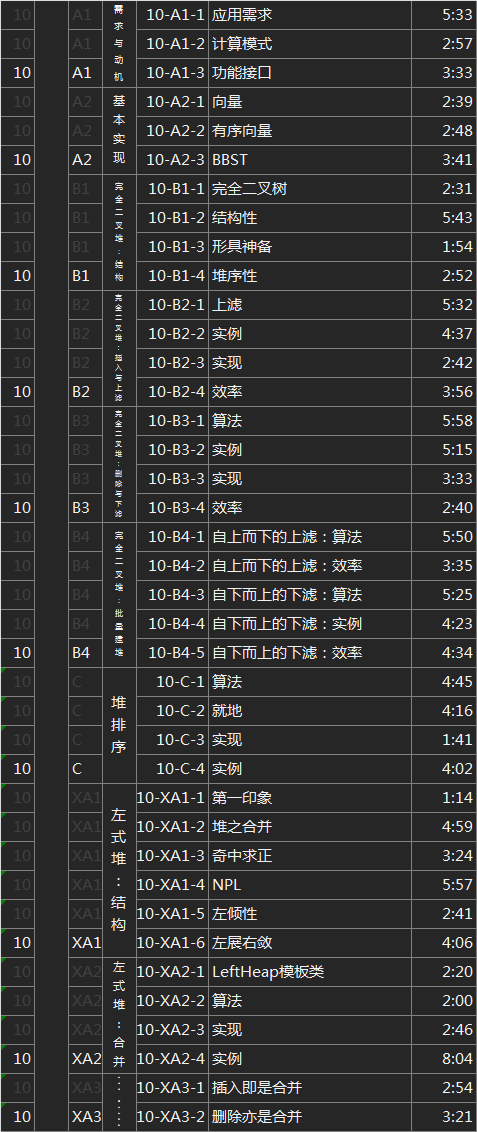 10 A1 需求与动机 10-A1-1 应用需求 5:33
10 A1 10-A1-2 计算模式 2:57
10 A1 10-A1-3 功能接口 3:33
10 A2 基本实现 10-A2-1 向量 2:39
10 A2 10-A2-2 有序向量 2:48
10 A2 10-A2-3 BBST 3:41
10 B1 完全二叉堆：结构 10-B1-1 完全二叉树 2:31
10 B1 10-B1-2 结构性 5:43
10 B1 10-B1-3 形具神备 1:54
10 B1 10-B1-4 堆序性 2:52
10 B2 完全二叉堆：插入与上滤 10-B2-1 上滤 5:32
10 B2 10-B2-2 实例 4:37
10 B2 10-B2-3 实现 2:42
10 B2 10-B2-4 效率 3:56
10 B3 完全二叉堆：删除与下滤 10-B3-1 算法 5:58
10 B3 10-B3-2 实例 5:15
10 B3 10-B3-3 实现 3:33
10 B3 10-B3-4 效率 2:40
10 B4 完全二叉堆：批量建堆 10-B4-1 自上而下的上滤：算法 5:50
10 B4 10-B4-2 自上而下的上滤：效率 3:35
10 B4 10-B4-3 自下而上的下滤：算法 5:25
10 B4 10-B4-4 自下而上的下滤：实例 4:23
10 B4 10-B4-5 自下而上的下滤：效率 4:34
10 C 堆排序 10-C-1 算法 4:45
10 C 10-C-2 就地 4:16
10 C 10-C-3 实现 1:41
10 C 10-C-4 实例 4:02
10 XA1 左式堆：结构 10-XA1-1 第一印象 1:14
10 XA1 10-XA1-2 堆之合并 4:59
10 XA1 10-XA1-3 奇中求正 3:24
10 XA1 10-XA1-4 NPL 5:57
10 XA1 10-XA1-5 左倾性 2:41
10 XA1 10-XA1-6 左展右敛 4:06
10 XA2 左式堆：合并 10-XA2-1 LeftHeap模板类 2:20
10 XA2 10-XA2-2 算法 2:00
10 XA2 10-XA2-3 实现 2:46
10 XA2 10-XA2-4 实例 8:04
10 XA3 10-XA3-1 插入即是合并 2:54
10 XA3 10-XA3-2 删除亦是合并 3:21